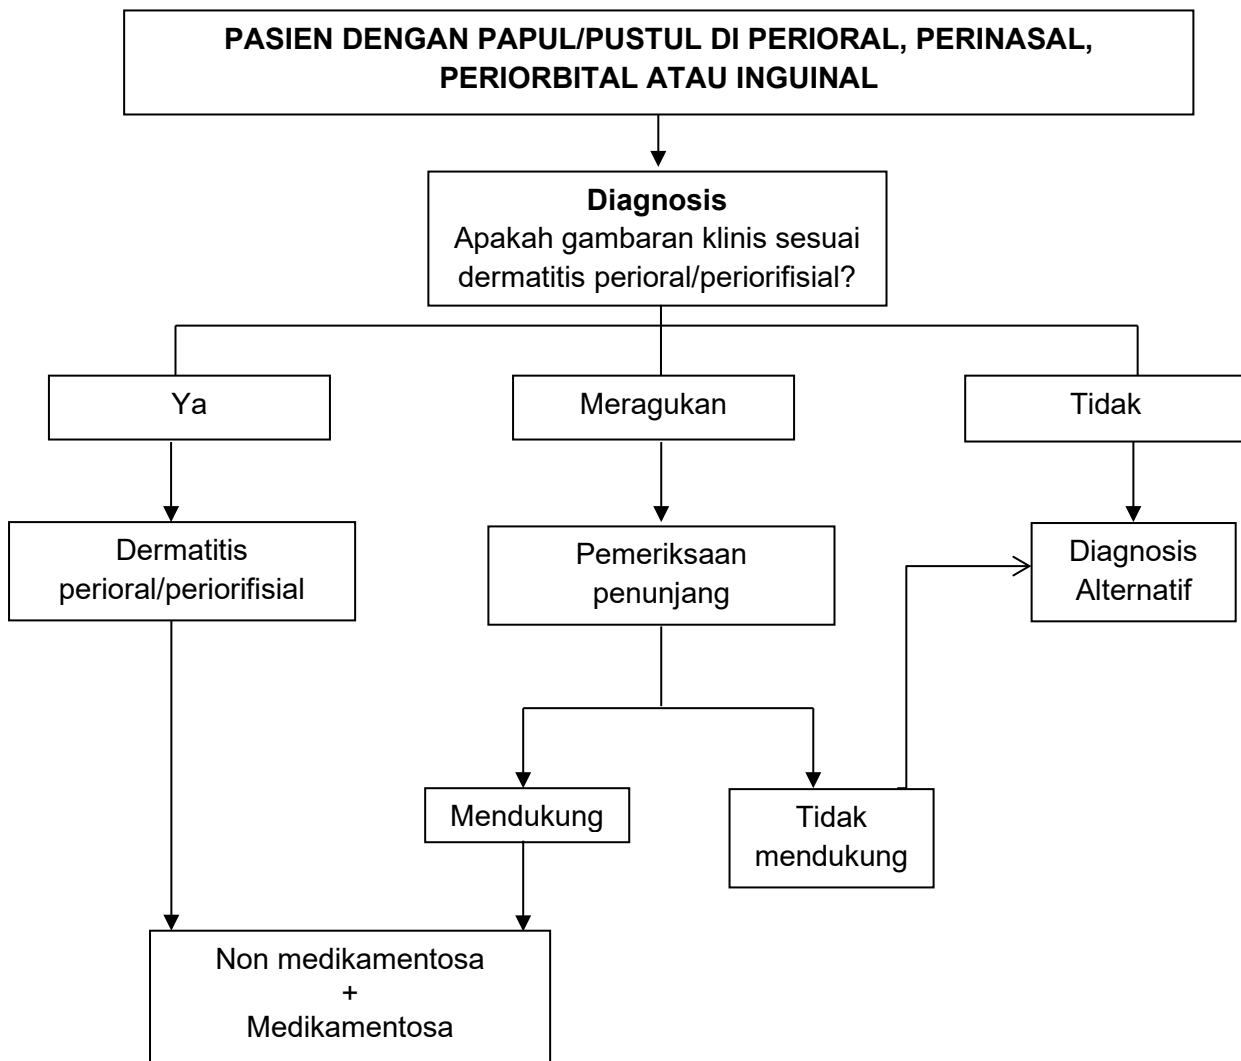 PASIEN DENGAN PAPUL/PUSTUL DI PERIORAL, PERINASAL,
PERIORBITAL ATAU INGUINAL
Diagnosis
Apakah gambaran klinis sesuai
dermatitis perioral/periorifisial?
Ya
Meragukan
Tidak
Dermatitis
perioral/periorifisial
Pemeriksaan
penunjang
Diagnosis
Alternatif
Mendukung
Tidak
mendukung
Non medikamentosa
+
Medikamentosa